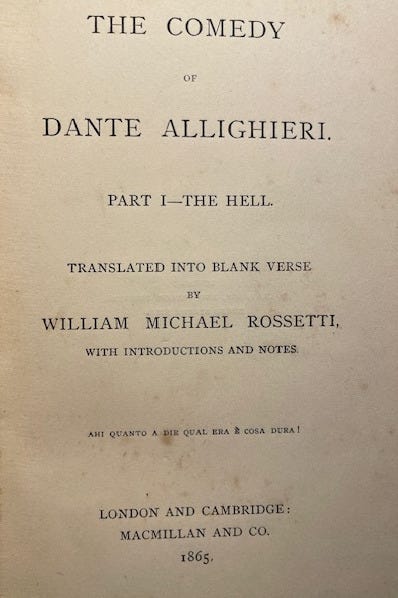 THE COMEDY
OF
DANTE ALLIGHIERI.
PART I—THE HELL.
TRANSLATED INTO BLANK VERSE
BY
WILLIAM MICHAEL ROSSETTI,
WITH INTRODUCTIONS AND NOTES.
AHI QUANTO A DIR QUAL ERA È COSA DURA!
LONDON AND CAMBRIDGE:
MACMILLAN AND CO.
1865.